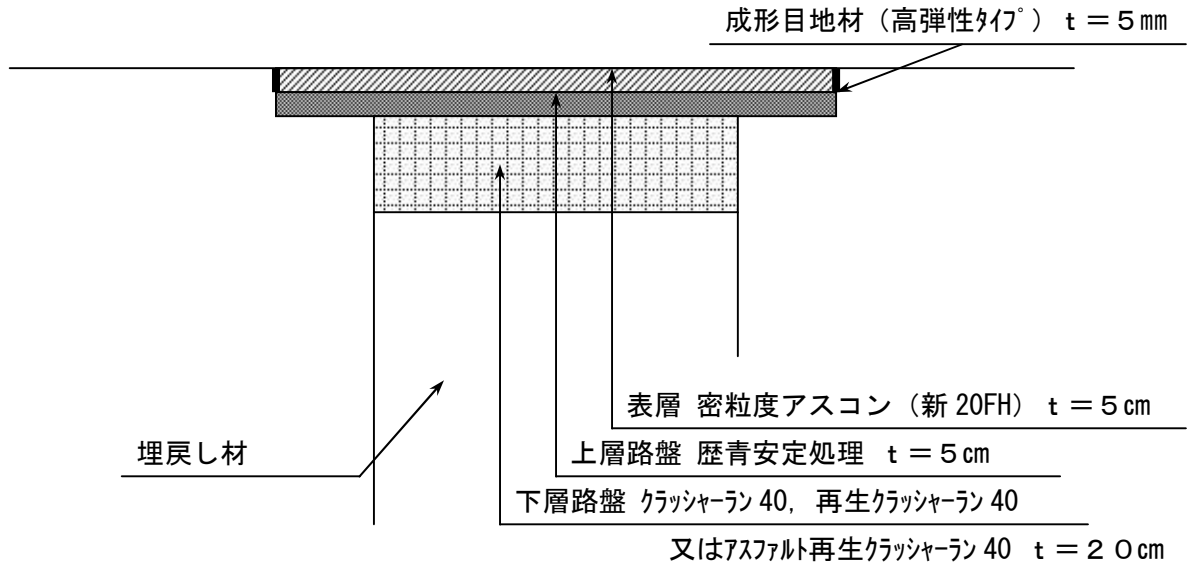 成形目地材（高弾性ﾀｲﾌﾟ）ｔ＝５㎜
表層 密粒度アスコン（新 20FH）ｔ＝５㎝
埋戻し材
上層路盤 歴青安定処理 ｔ＝５㎝
下層路盤 ｸﾗｯｼｬｰﾗﾝ 40，再生ｸﾗｯｼｬｰﾗﾝ 40
又はｱｽﾌｧﾙﾄ再生ｸﾗｯｼｬｰﾗﾝ 40 ｔ＝２０㎝